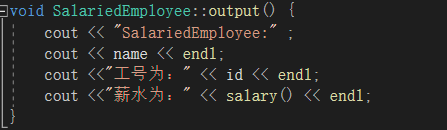 void SalariedEmployee::output() {
cout << "SalariedEmployee:" ;
cout << name << endl;
cout <<"工号为：" << id << endl;
cout <<"薪水为：" << salary() << endl;
}